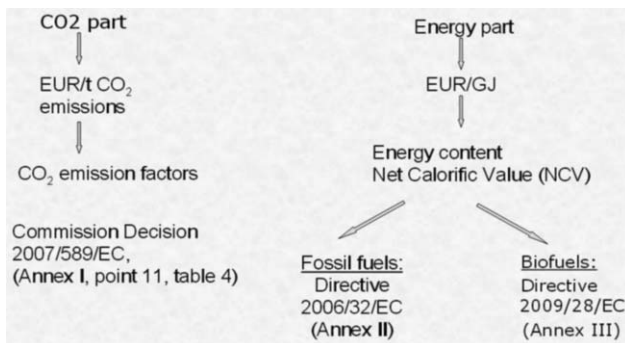 CO2 part
EUR/t CO₂
emissions
CO₂ emission factors
Commission Decision
2007/589/EC,
(Annex I, point 11, table 4)
Energy part
EUR/GJ
Energy content
Net Calorific Value (NCV)
Fossil fuels:
Directive
2006/32/EC
(Annex II)
Biofuels:
Directive
2009/28/EC
(Annex III)